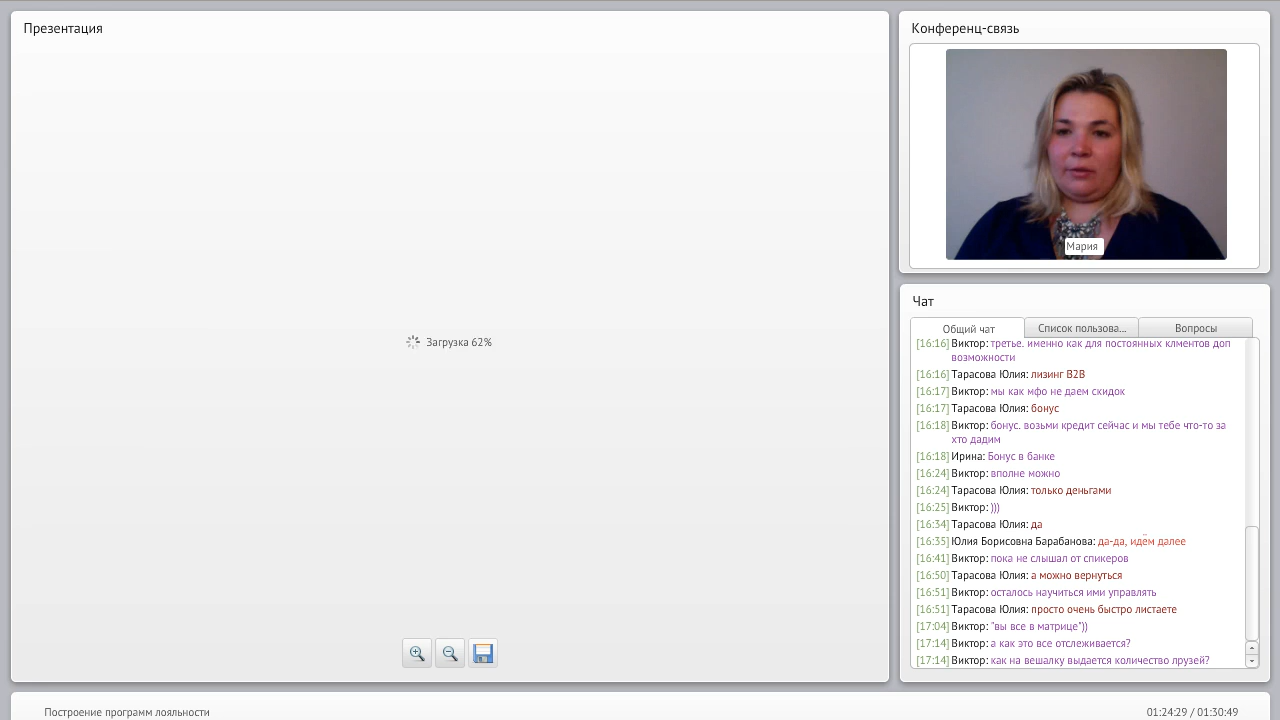 Презентация
Загрузка 62%
Конференц-связь
Мария
Чат
Общий чат
Список пользова...
Вопросы
[16:16] Виктор: третье. именно как для постоянных клментов доп
возможности
[16:16] Тарасова Юлия: лизинг B2B
[16:17] Виктор: мы как мфо не даем скидок
[16:17] Тарасова Юлия: бонус
[16:18] Виктор: бонус. возьми кредит сейчас и мы тебе что-то за
хто дадим
[16:18] Ирина: Бонус в банке
[16:24] Виктор: вполне можно
[16:24] Тарасова Юлия: только деньгами
[16:25] Виктор: )))
[16:34] Тарасова Юлия: да
[16:35] Юлия Борисовна Барабанова: да-да, идём далее
[16:41] Виктор: пока не слышал от спикеров
[16:50] Тарасова Юлия: а можно вернуться
[16:51] Виктор: осталось научиться ими управлять
[16:51] Тарасова Юлия: просто очень быстро листаете
[17:04] Виктор: "вы все в матрице"))
[17:14] Виктор: а как это все отслеживается?
[17:14] Виктор: как на вешалку выдается количество лрузей?
Построение программ лояльности
01:24:29 / 01:30:49